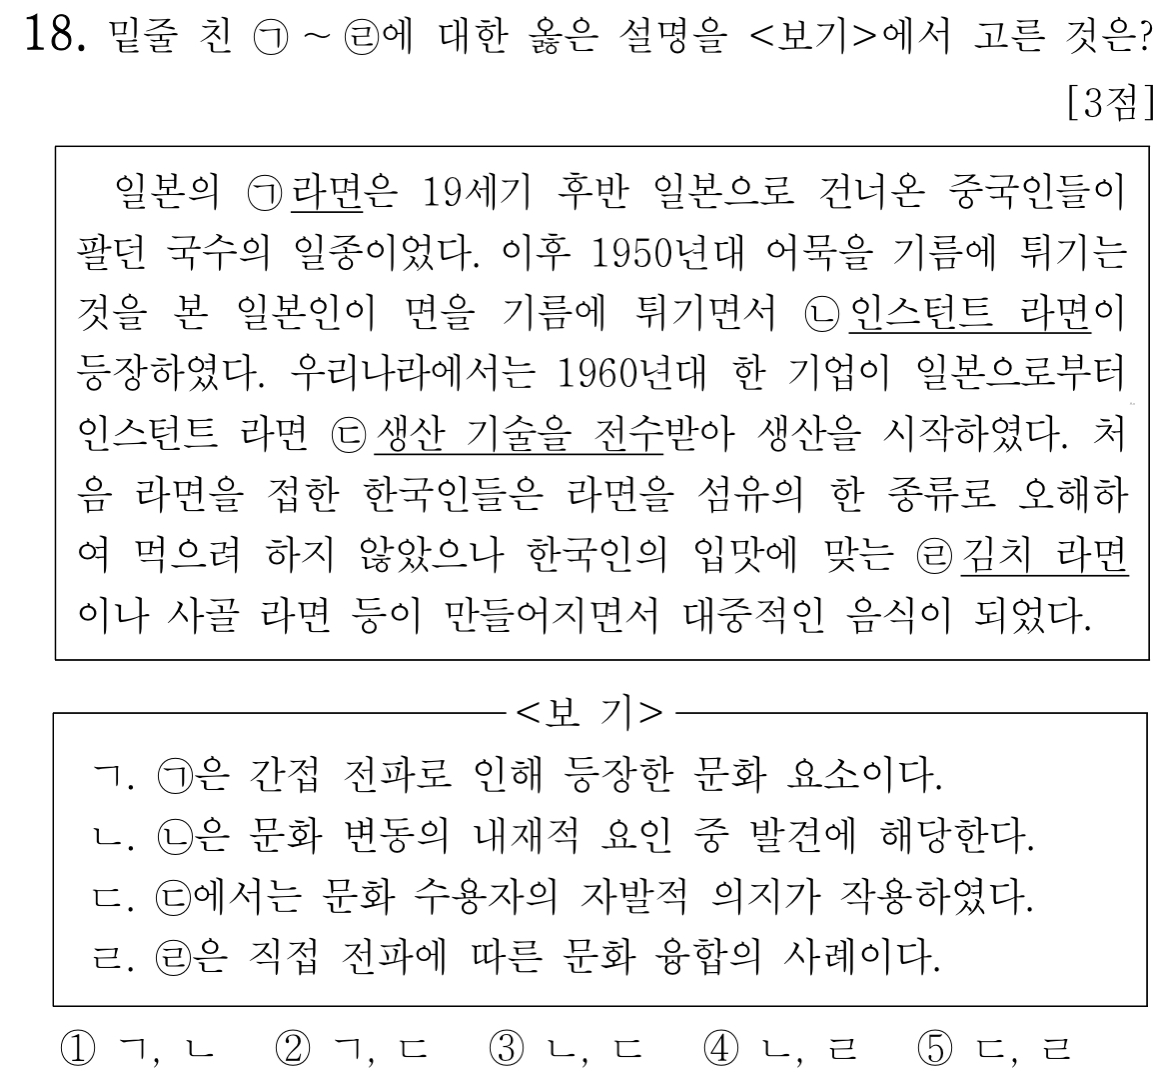 18. 밑줄 친 ㉠ ~ ㉣에 대한 옳은 설명을 <보기>에서 고른 것은?
[3점]
일본의 ㉠라면은 19세기 후반 일본으로 건너온 중국인들이
팔던 국수의 일종이었다. 이후 1950년대 어묵을 기름에 튀기는
것을 본 일본인이 면을 기름에 튀기면서 ㉡인스턴트 라면이
등장하였다. 우리나라에서는 1960년대 한 기업이 일본으로부터
인스턴트 라면 ㉢생산 기술을 전수받아 생산을 시작하였다. 처
음 라면을 접한 한국인들은 라면을 섬유의 한 종류로 오해하
여 먹으려 하지 않았으나 한국인의 입맛에 맞는 ㉣김치 라면
이나 사골 라면 등이 만들어지면서 대중적인 음식이 되었다.
<보 기>
ㄱ. ㉠은 간접 전파로 인해 등장한 문화 요소이다.
ㄴ. ㉡은 문화 변동의 내재적 요인 중 발견에 해당한다.
ㄷ. ㉢에서는 문화 수용자의 자발적 의지가 작용하였다.
ㄹ. ㉣은 직접 전파에 따른 문화 융합의 사례이다.
① ㄱ, ㄴ ② ㄱ, ㄷ ③ ㄴ, ㄷ ④ ㄴ, ㄹ ⑤ ㄷ, ㄹ